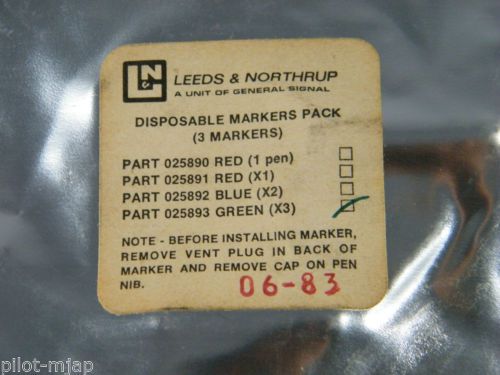 LN&
LEEDS & NORTHRUP
A UNIT OF GENERAL SIGNAL
DISPOSABLE MARKERS PACK
(3 MARKERS)
PART 025890 RED (1 pen)
PART 025891 RED (X1)
PART 025892 BLUE (X2)
PART 025893 GREEN (X3)
NOTE - BEFORE INSTALLING MARKER,
REMOVE VENT PLUG IN BACK OF
MARKER AND REMOVE CAP ON PEN
NIB.
06-83
pilot-mjap